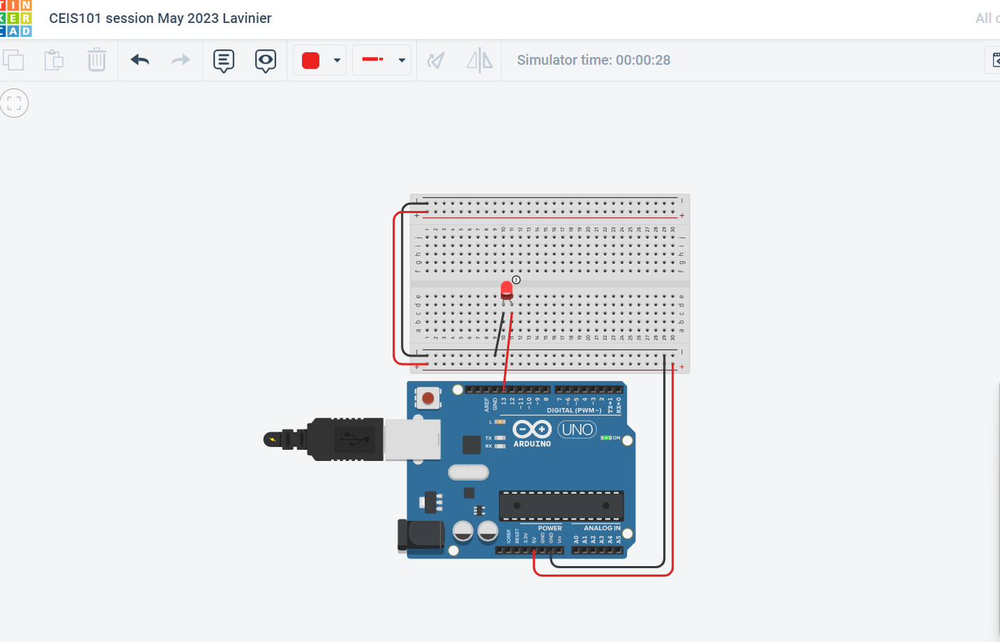 TIN
KER
CAD
CEIS101 session May 2023 Lavinier
All
Simulator time: 00:00:28
1 2 3 4 5 6 7 8 9 10 11 12 13 14 15 16 17 18 19 20 21 22 23 24 25 26 27 28 29 30
j j
i i
h h
g g
f f
e e
d d
c c
b b
a a
1 2 3 4 5 6 7 8 9 10 11 12 13 14 15 16 17 18 19 20 21 22 23 24 25 26 27 28 29 30
AREF GND 13 12 ~11 ~10 ~9 8 7 ~6 ~5 4 ~3 2 TX→1 RX←0
DIGITAL (PWM~)
L
TX
RX
ARDUINO
UNO
ON
POWER
ANALOG IN
IOREF RESET 3.3V 5V GND GND Vin A0 A1 A2 A3 A4 A5